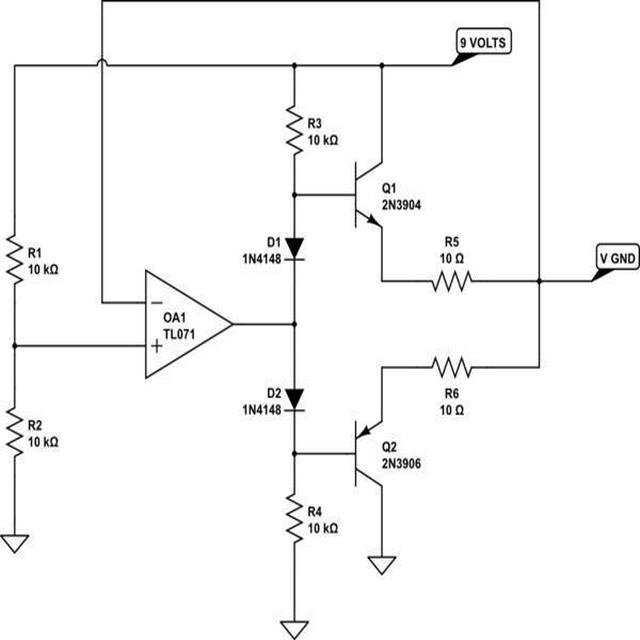 9 VOLTS
R3
10 kΩ
Q1
2N3904
R1
10 kΩ
D1
1N4148
R5
10 Ω
V GND
−
OA1
TL071
+
D2
1N4148
R6
10 Ω
R2
10 kΩ
Q2
2N3906
R4
10 kΩ